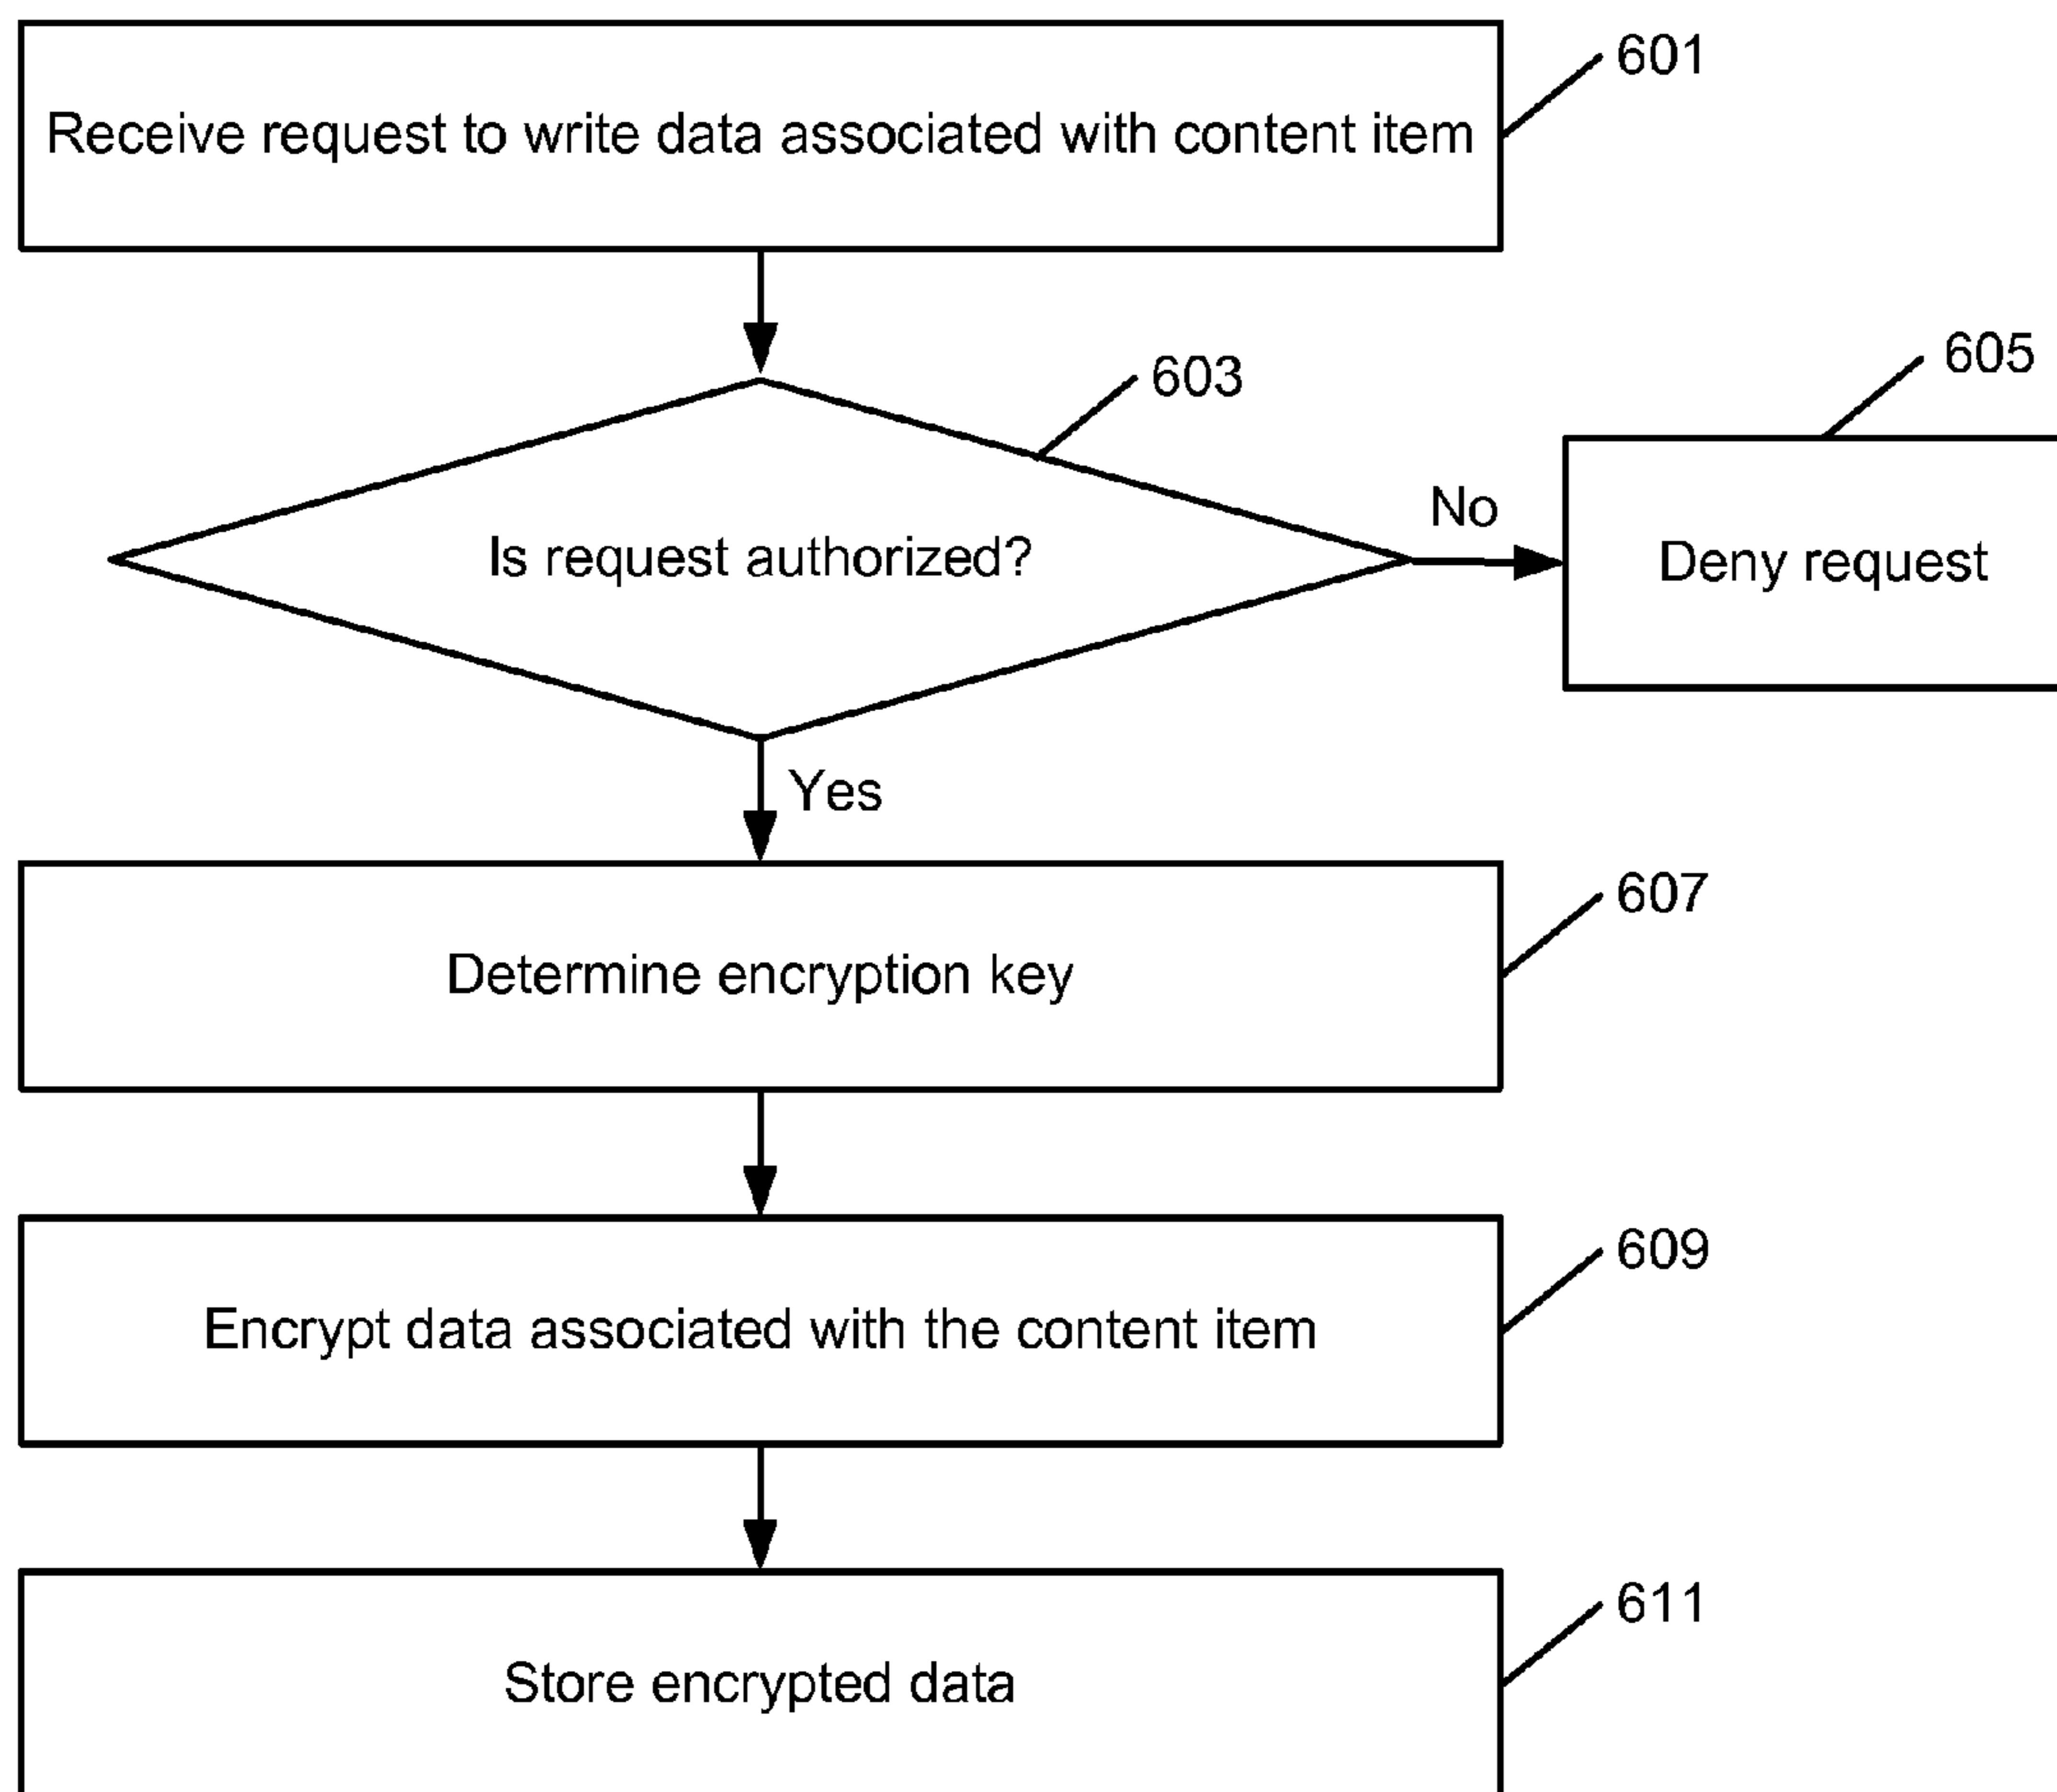 Receive request to write data associated with content item
601
603
605
Is request authorized?
No
Deny request
Yes
Determine encryption key
607
Encrypt data associated with the content item
609
Store encrypted data
611